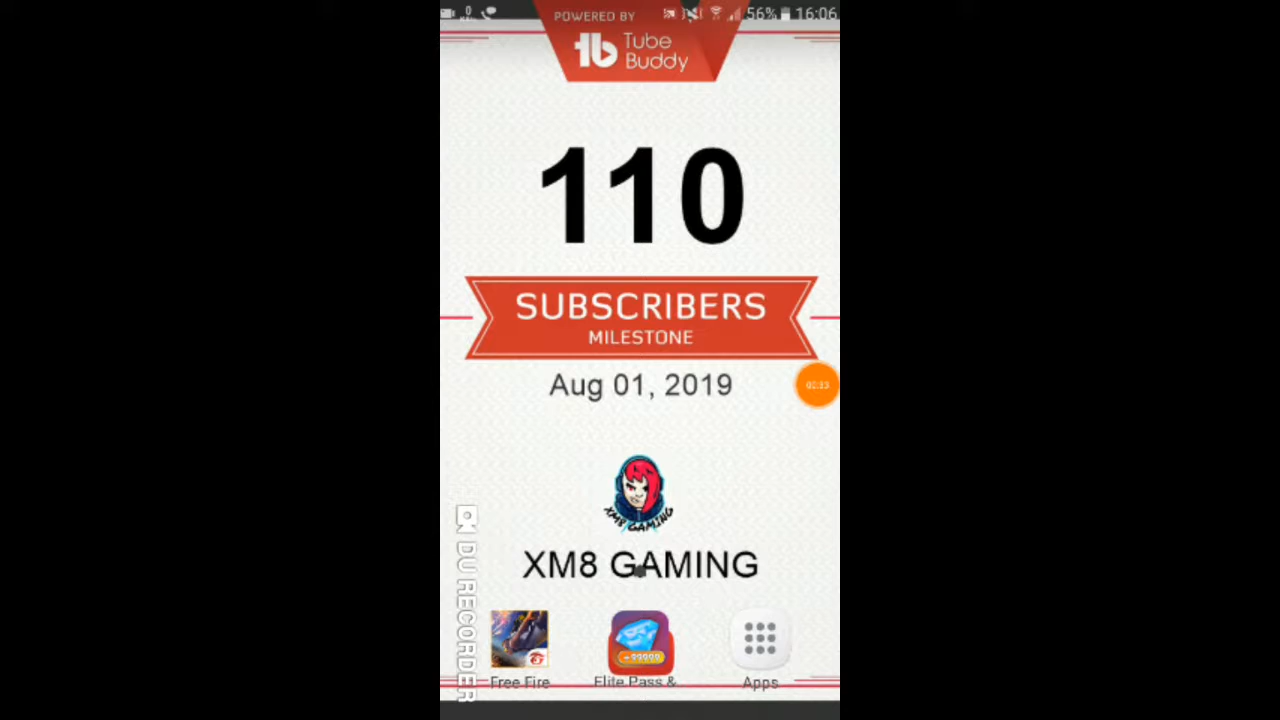 POWERED BY
56% 16:06
Tube
Buddy
110
SUBSCRIBERS
MILESTONE
Aug 01, 2019
XM8 GAMING
XM8 GAMING
DU RECORDER
+99999
Free Fire
Elite Pass &
Apps